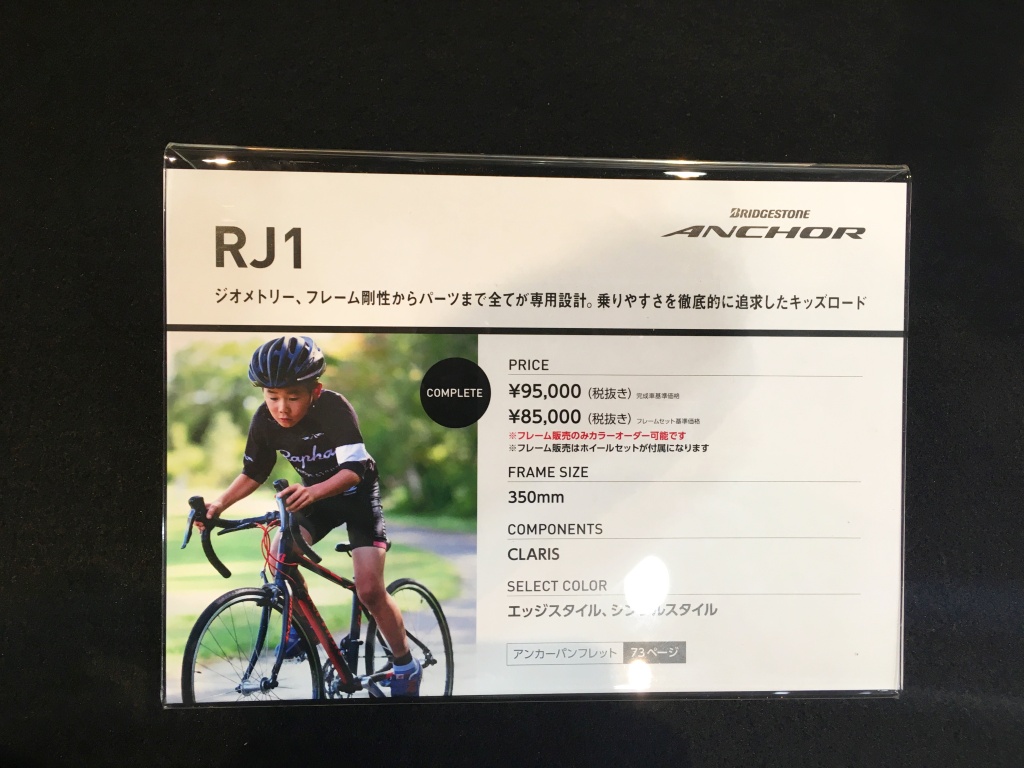 BRIDGESTONE
ANCHOR
RJ1
ジオメトリー、フレーム剛性からパーツまで全てが専用設計。乗りやすさを徹底的に追求したキッズロード
COMPLETE
Rapha
PRICE
¥95,000（税抜き）完成車基準価格
¥85,000（税抜き）フレームセット基準価格
※フレーム販売のみカラーオーダー可能です
※フレーム販売はホイールセットが付属になります
FRAME SIZE
350mm
COMPONENTS
CLARIS
SELECT COLOR
エッジスタイル、シングルスタイル
アンカーパンフレット 73ページ